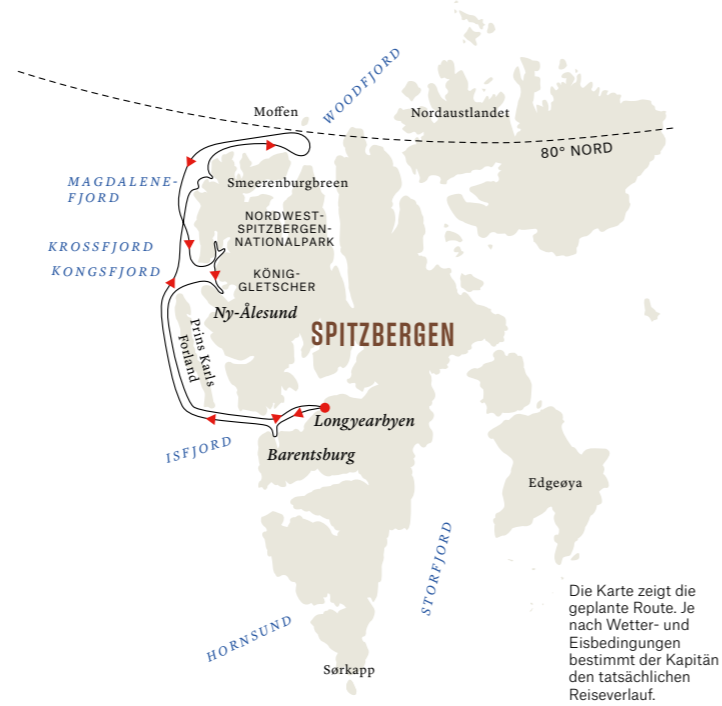 WOODFJORD
Moffen
Nordaustlandet
80° NORD
MAGDALENE-
FJORD
Smeerenburgbreen
NORDWEST-
SPITZBERGEN-
NATIONALPARK
KROSSFJORD
KONGSFJORD
KÖNIG-
GLETSCHER
Ny-Ålesund
SPITZBERGEN
Prins Karls
Forland
Longyearbyen
ISFJORD
Barentsburg
Edgeøya
STORFJORD
HORNSUND
Sørkapp
Die Karte zeigt die
geplante Route. Je
nach Wetter- und
Eisbedingungen
bestimmt der Kapitän
den tatsächlichen
Reiseverlauf.